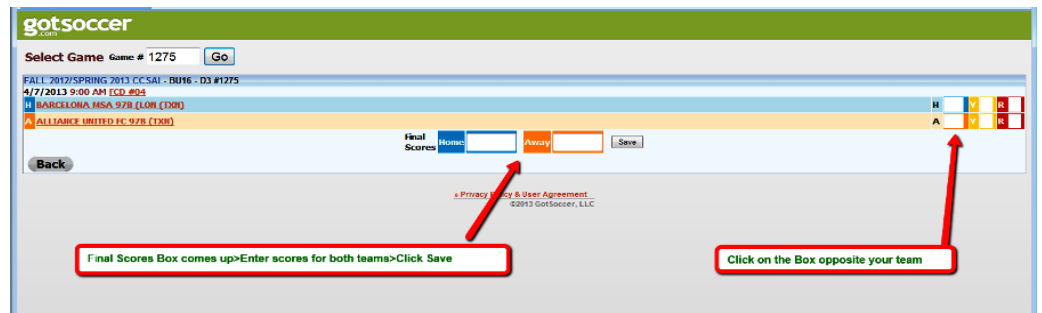 gotsoccer
.com
Select Game Game # 1275 Go
FALL 2012/SPRING 2013 CCSAI - BU16 - D3 #1275
4/7/2013 9:00 AM FCD #04
H BARCELONA MSA 97B (LON (TXN) H Y R
A ALLIANCE UNITED FC 97B (TXN) A Y R
Final Scores Home Away Save
Back
» Privacy Policy & User Agreement
©2013 GotSoccer, LLC
Final Scores Box comes up>Enter scores for both teams>Click Save
Click on the Box opposite your team